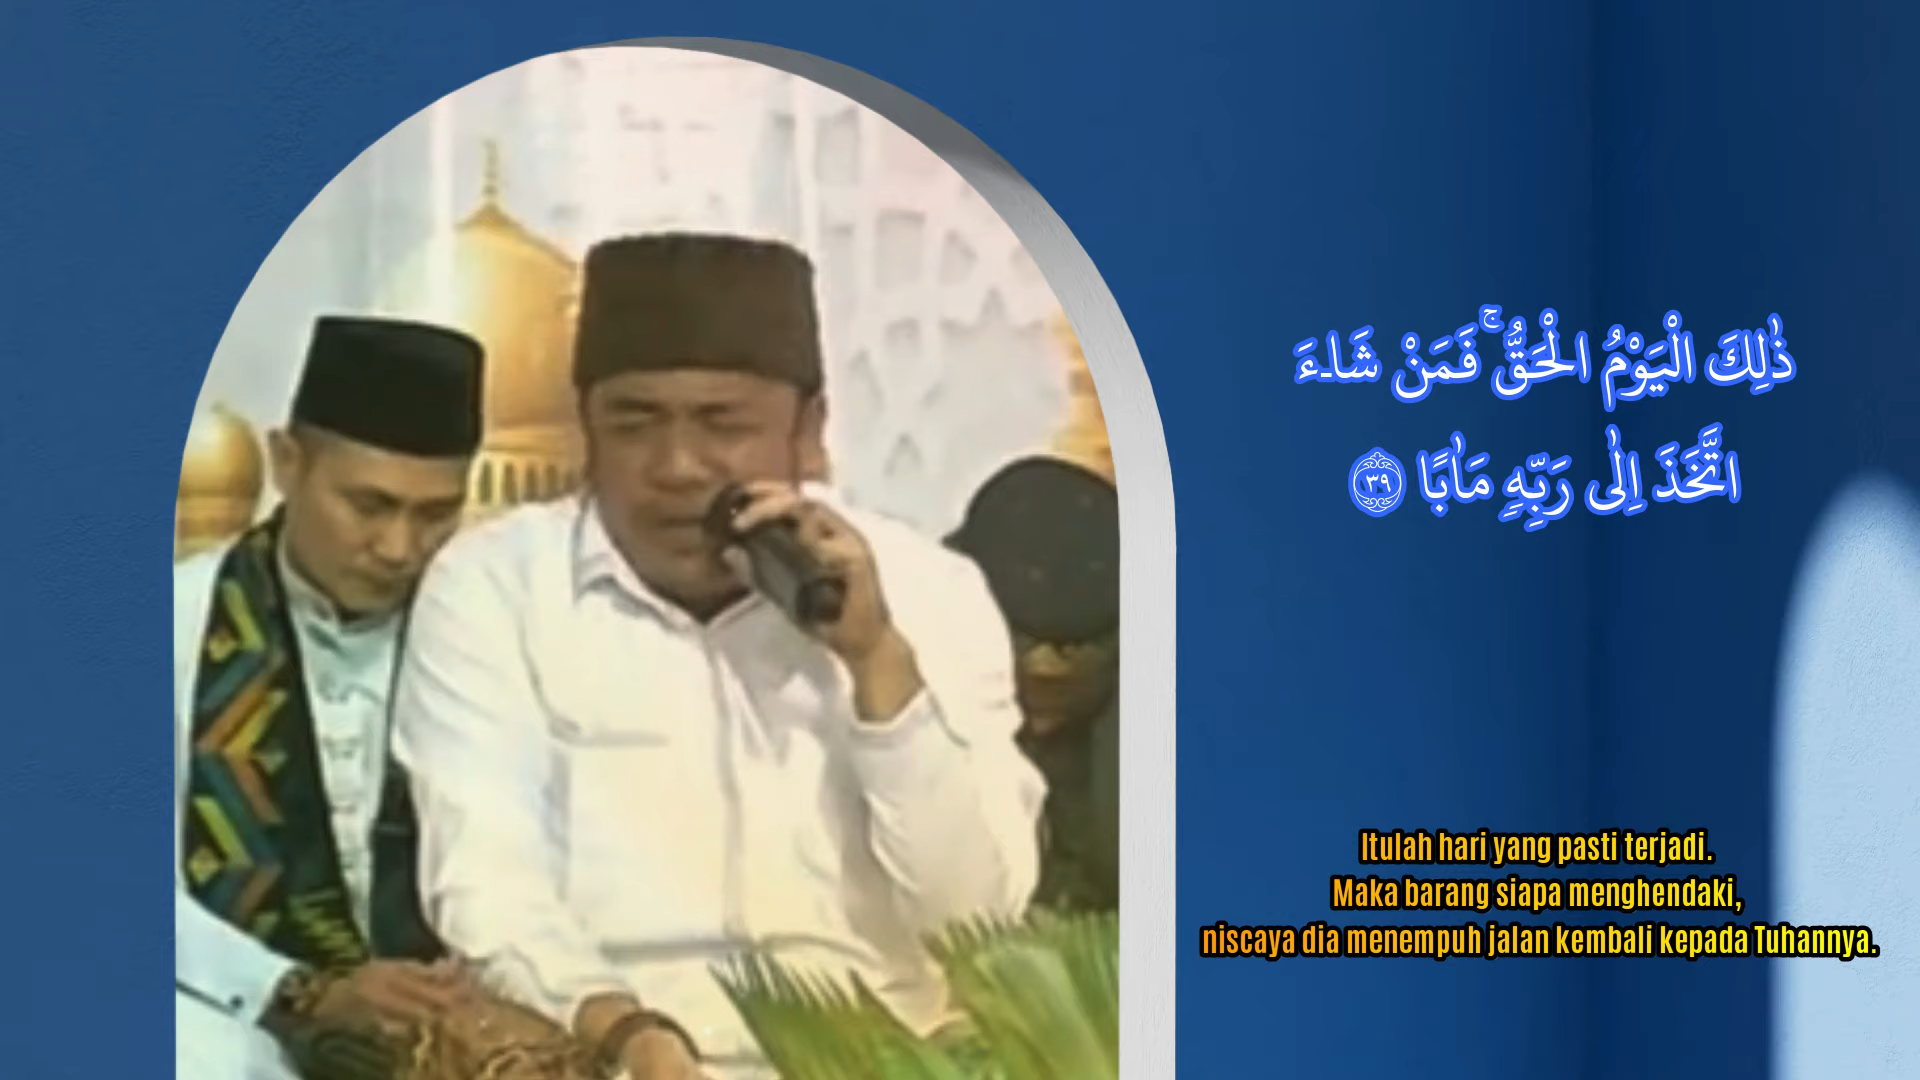 ذٰلِكَ الْيَوْمُ الْحَقُّ ۚ فَمَنْ شَاۤءَ
اتَّخَذَ اِلٰى رَبِّهٖ مَاٰبًا ۝٣٩
Itulah hari yang pasti terjadi.
Maka barang siapa menghendaki,
niscaya dia menempuh jalan kembali kepada Tuhannya.